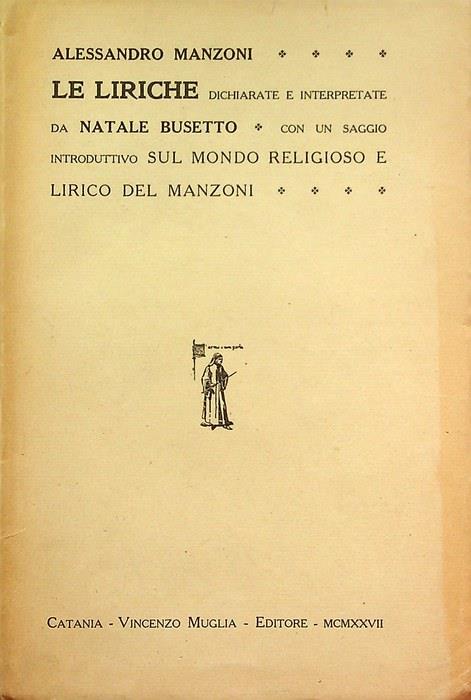 ALESSANDRO MANZONI
LE LIRICHE DICHIARATE E INTERPRETATE
DA NATALE BUSETTO CON UN SAGGIO
INTRODUTTIVO SUL MONDO RELIGIOSO E
LIRICO DEL MANZONI
CATANIA - VINCENZO MUGLIA - EDITORE - MCMXXVII